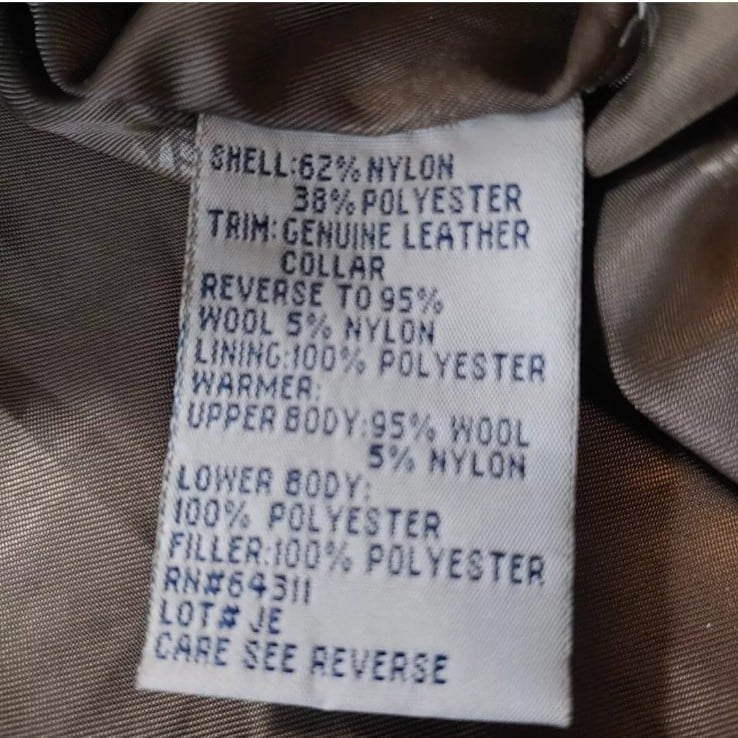 SHELL:62% NYLON
38% POLYESTER
TRIM: GENUINE LEATHER
COLLAR
REVERSE TO 95%
WOOL 5% NYLON
LINING:100% POLYESTER
WARMER:
UPPER BODY:95% WOOL
5% NYLON
LOWER BODY:
100% POLYESTER
FILLER:100% POLYESTER
RN#64311
LOT# JE
CARE SEE REVERSE